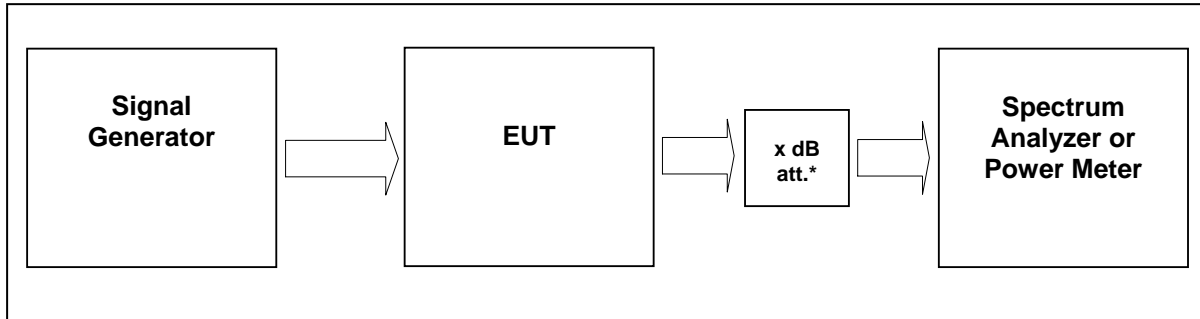 Signal
Generator
EUT
x dB
att.*
Spectrum
Analyzer or
Power Meter